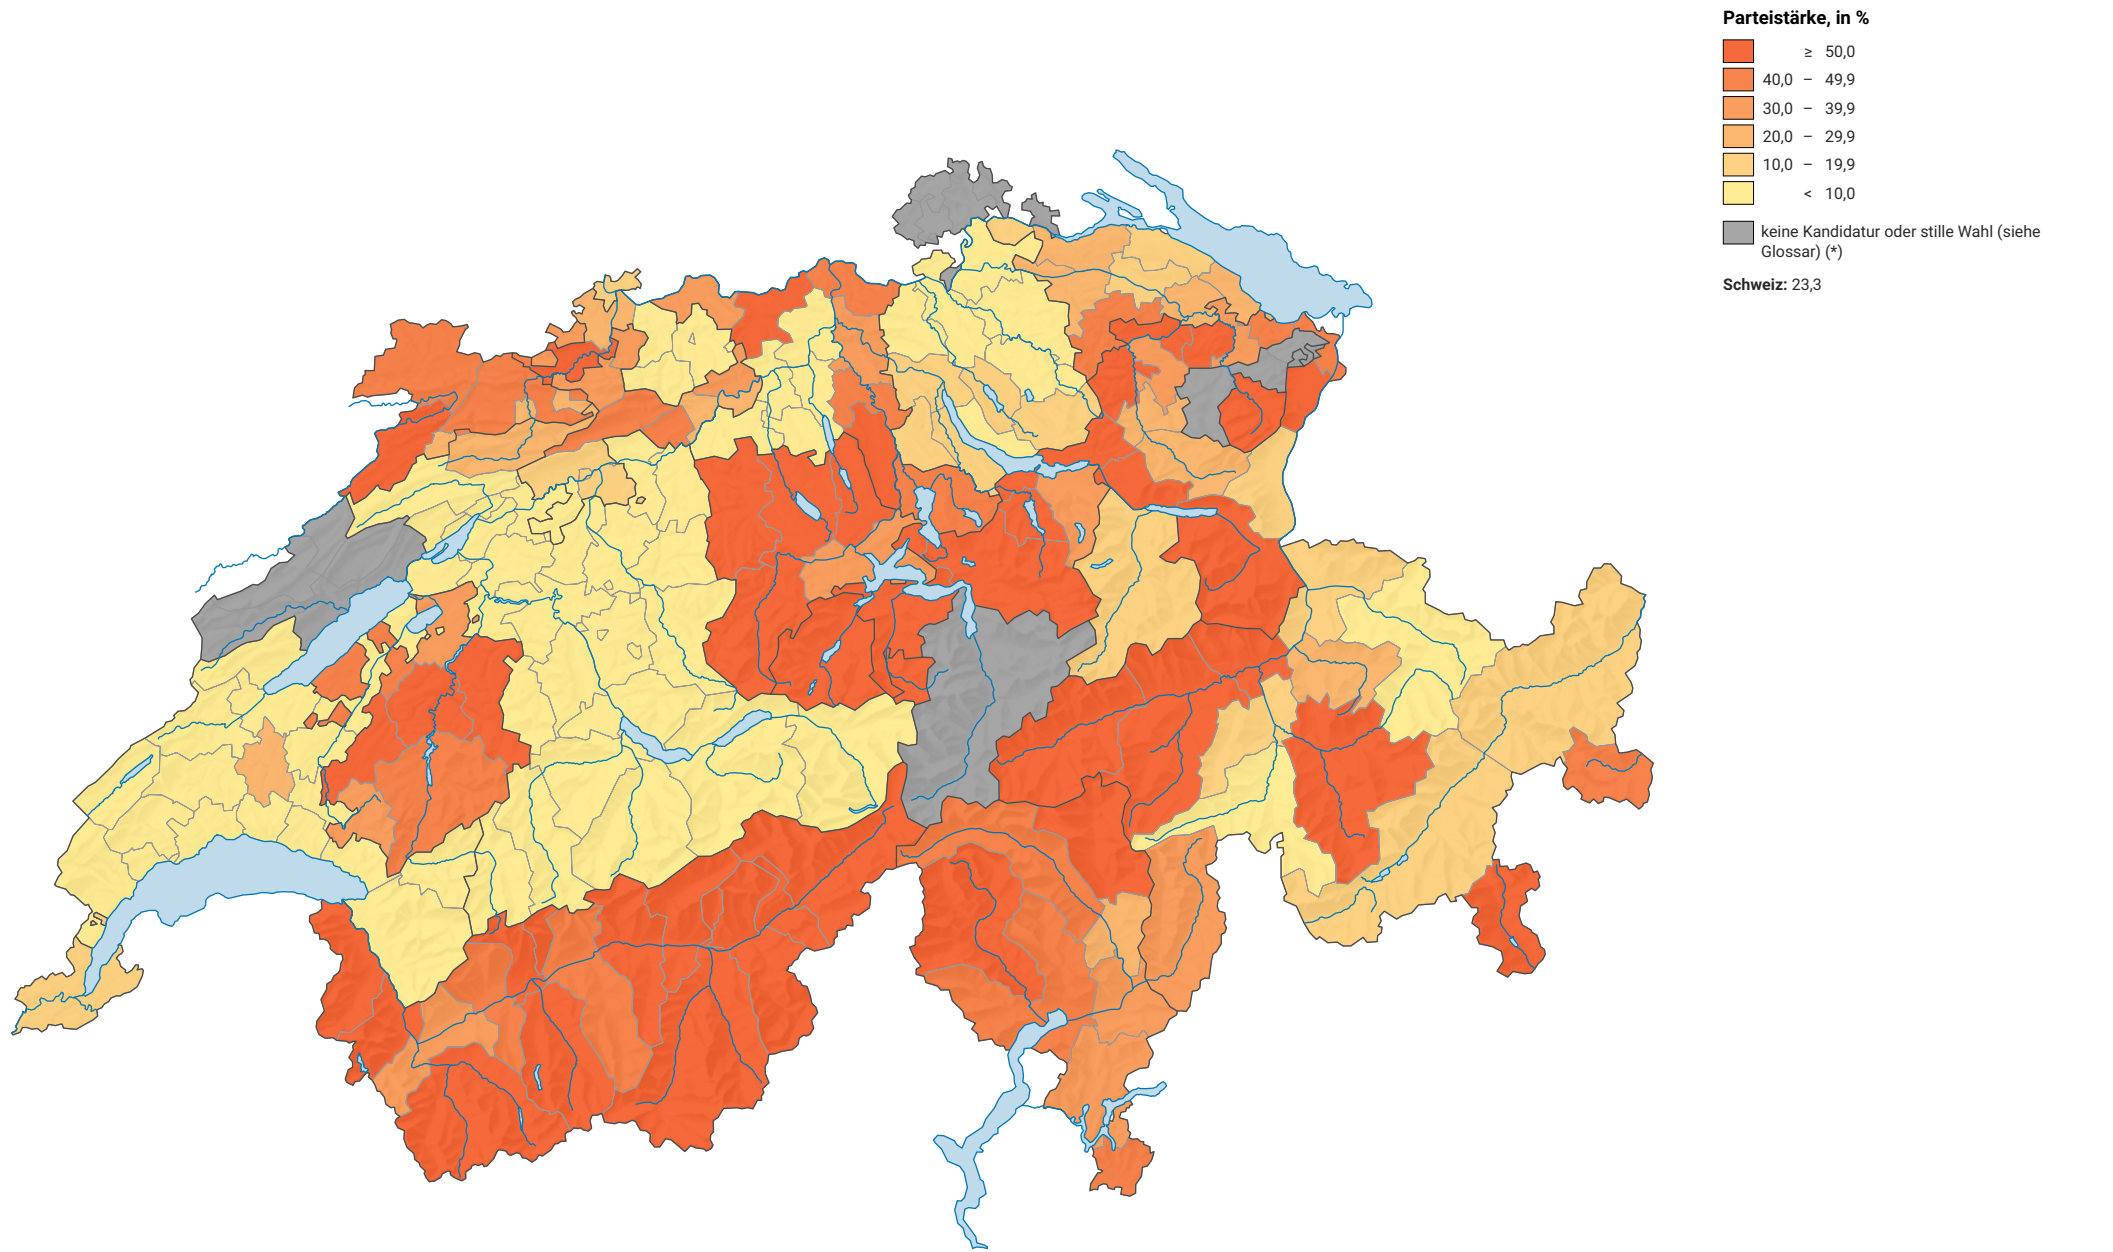 Parteistärke, in %
≥ 50,0
40,0 – 49,9
30,0 – 39,9
20,0 – 29,9
10,0 – 19,9
< 10,0
keine Kandidatur oder stille Wahl (siehe
Glossar) (*)
Schweiz: 23,3